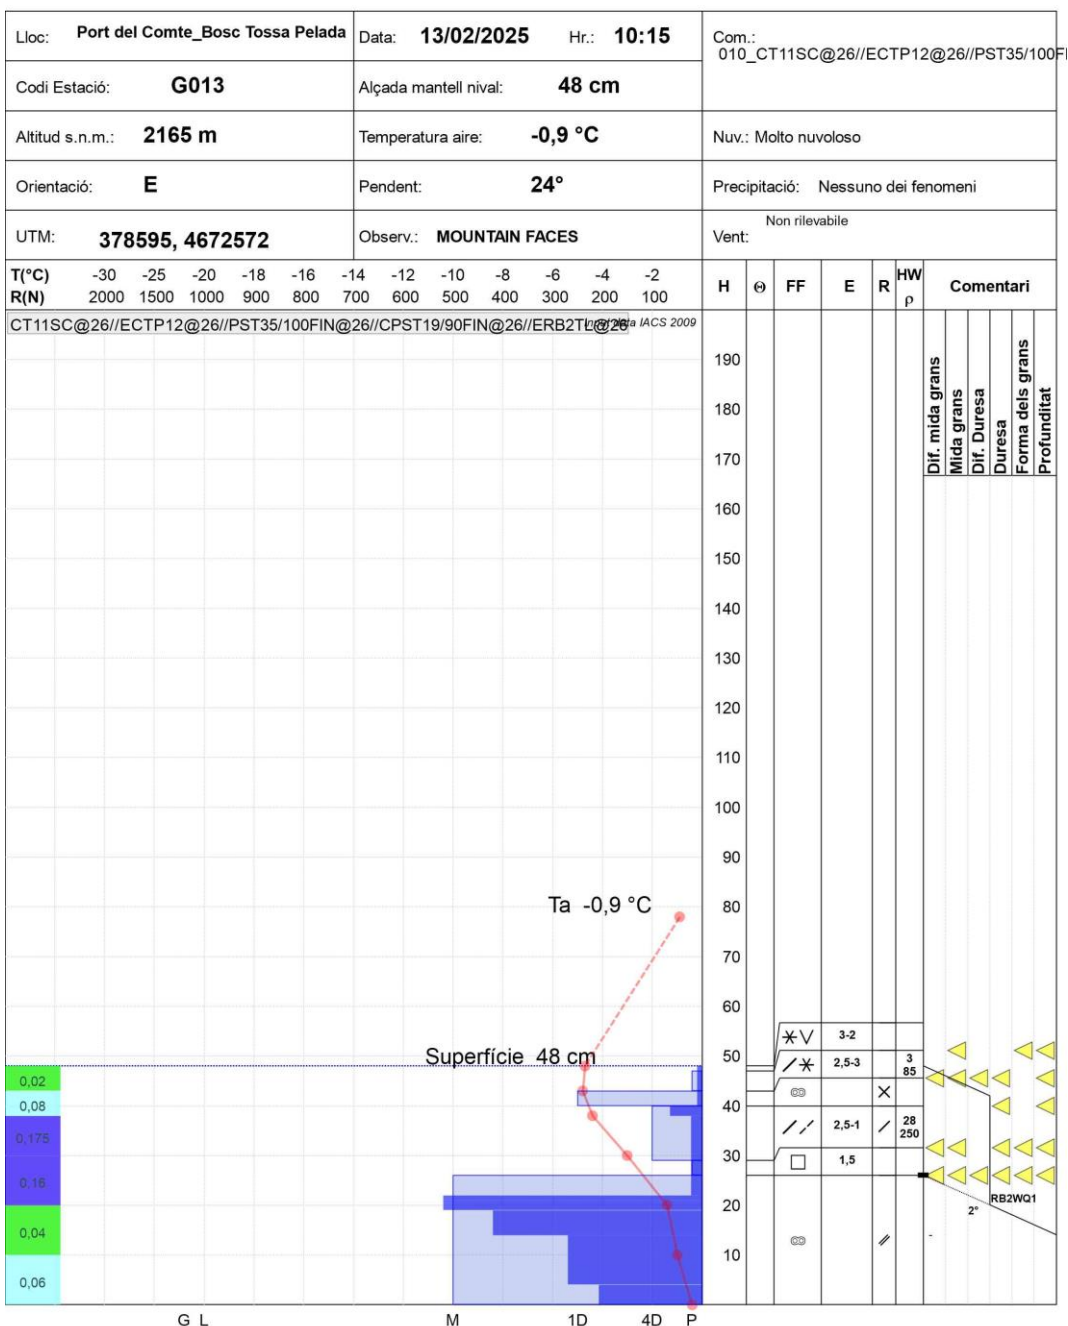 Lloc: Port del Comte_Bosc Tossa Pelada Data: 13/02/2025 Hr.: 10:15 Com.:
010_CT11SC@26//ECTP12@26//PST35/100FI
Codi Estació: G013 Alçada mantell nival: 48 cm
Altitud s.n.m.: 2165 m Temperatura aire: -0,9 °C Nuv.: Molto nuvoloso
Orientació: E Pendent: 24° Precipitació: Nessuno dei fenomeni
UTM: 378595, 4672572 Observ.: MOUNTAIN FACES Vent: Non rilevabile
T(°C) -30 -25 -20 -18 -16 -14 -12 -10 -8 -6 -4 -2
R(N) 2000 1500 1000 900 800 700 600 500 400 300 200 100
H Θ FF E R HW ρ Comentari
CT11SC@26//ECTP12@26//PST35/100FIN@26//CPST19/90FIN@26//ERB2TL@26 IACS 2009
Dif. mida grans
Mida grans
Dif. Duresa
Duresa
Forma dels grans
Profunditat
190
180
170
160
150
140
130
120
110
100
90
80
70
60
50
40
30
20
10
Ta -0,9 °C
Superfície 48 cm
0,02
0,08
0,175
0,16
0,04
0,06
3-2
2,5-3 3
85
2,5-1 28
250
1,5
RB2WQ1
2°
-
G L M 1D 4D P